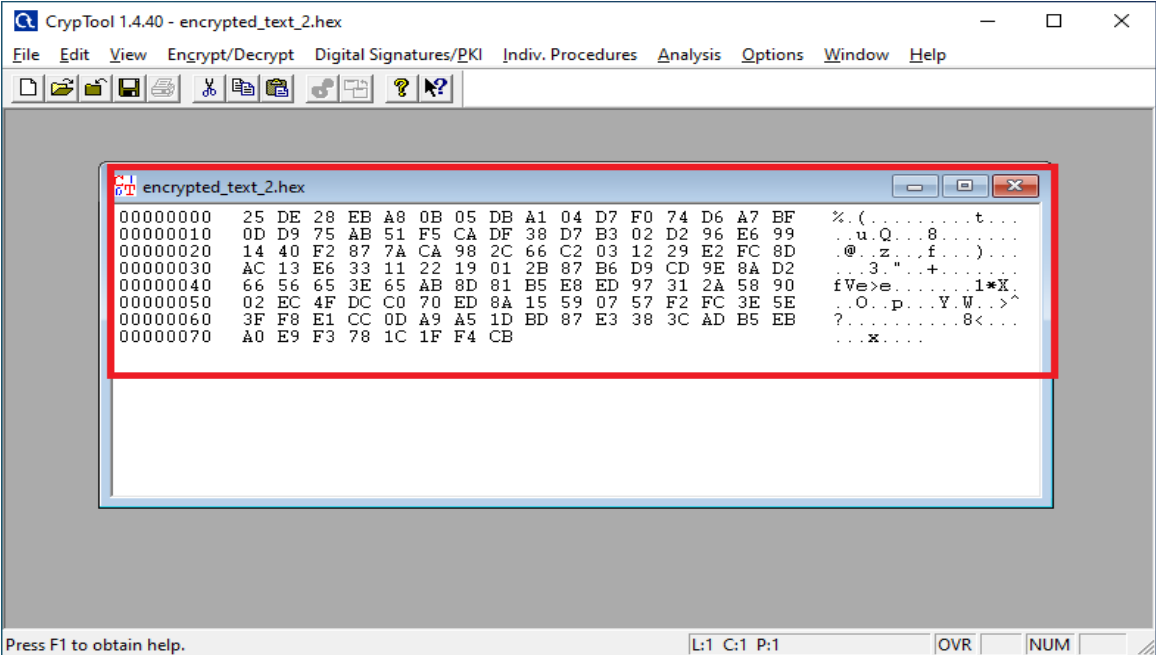 CrypTool 1.4.40 - encrypted_text_2.hex
File Edit View Encrypt/Decrypt Digital Signatures/PKI Indiv. Procedures Analysis Options Window Help
encrypted_text_2.hex
00000000 25 DE 28 EB A8 0B 05 DB A1 04 D7 F0 74 D6 A7 BF %.(.........t...
00000010 0D D9 75 AB 51 F5 CA DF 38 D7 B3 02 D2 96 E6 99 ..u.Q...8.......
00000020 14 40 F2 87 7A CA 98 2C 66 C2 03 12 29 E2 FC 8D .@..z..,f...)...
00000030 AC 13 E6 33 11 22 19 01 2B 87 B6 D9 CD 9E 8A D2 ...3."..+.......
00000040 66 56 65 3E 65 AB 8D 81 B5 E8 ED 97 31 2A 58 90 fVe>e.......1*X.
00000050 02 EC 4F DC C0 70 ED 8A 15 59 07 57 F2 FC 3E 5E ..O..p...Y.W..>^
00000060 3F F8 E1 CC 0D A9 A5 1D BD 87 E3 38 3C AD B5 EB ?..........8<...
00000070 A0 E9 F3 78 1C 1F F4 CB ...x....
Press F1 to obtain help. L:1 C:1 P:1 OVR NUM